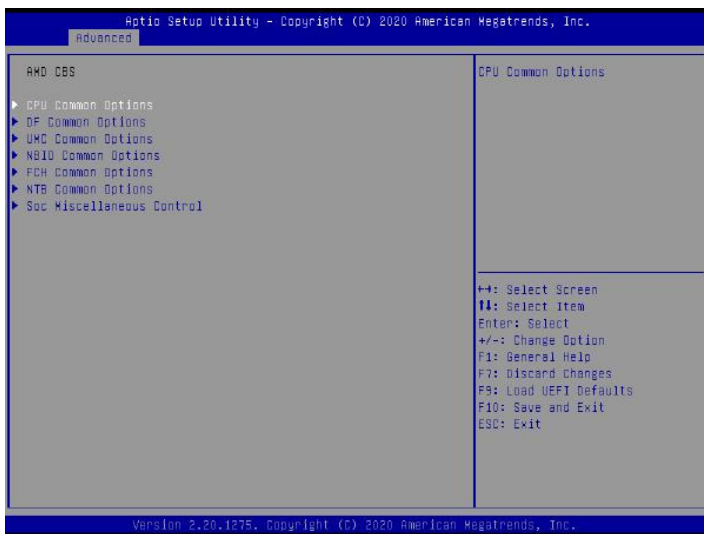 Aptio Setup Utility – Copyright (C) 2020 American Megatrends, Inc.
Advanced
AMD CBS
CPU Common Options
DF Common Options
UMC Common Options
NBIO Common Options
FCH Common Options
NTB Common Options
Soc Miscellaneous Control
CPU Common Options
↔: Select Screen
↑↓: Select Item
Enter: Select
+/-: Change Option
F1: General Help
F7: Discard Changes
F9: Load UEFI Defaults
F10: Save and Exit
ESC: Exit
Version 2.20.1275. Copyright (C) 2020 American Megatrends, Inc.